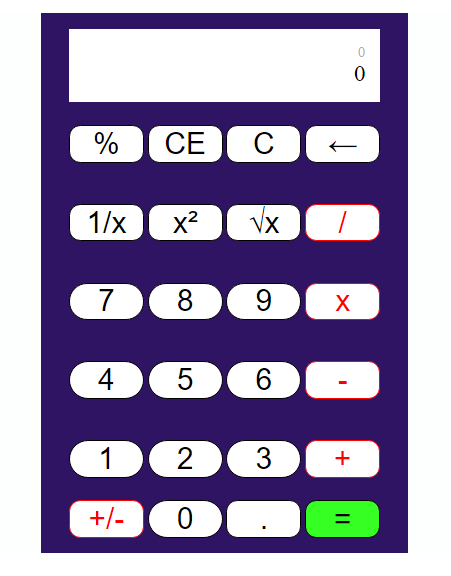 0
0
% CE C ←
1/x x² √x /
7 8 9 x
4 5 6 -
1 2 3 +
+/- 0 . =